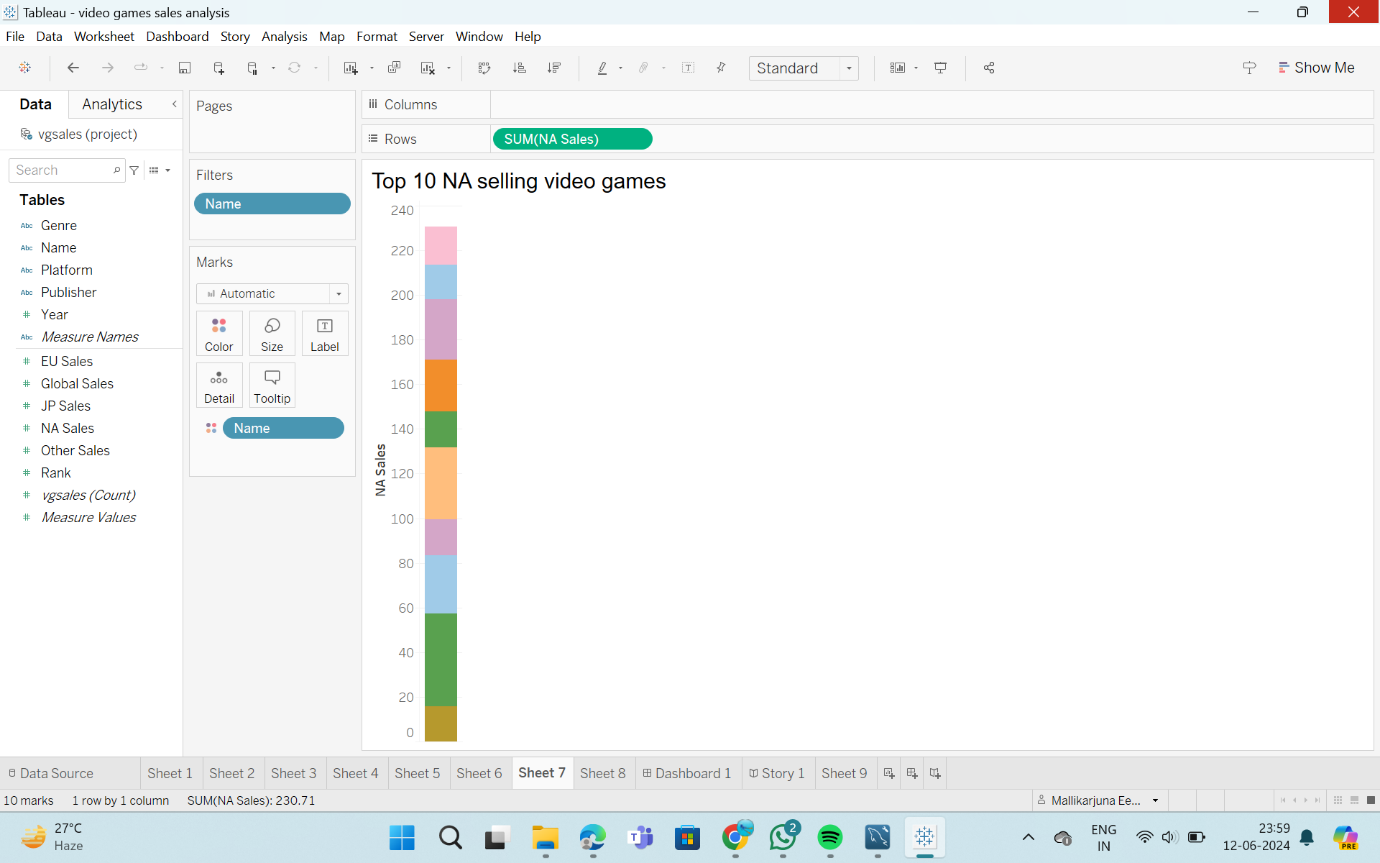 Tableau - video games sales analysis
File Data Worksheet Dashboard Story Analysis Map Format Server Window Help
Standard
Show Me
Data Analytics
vgsales (project)
Search
Tables
Abc Genre
Abc Name
Abc Platform
Abc Publisher
# Year
Abc Measure Names
# EU Sales
# Global Sales
# JP Sales
# NA Sales
# Other Sales
# Rank
# vgsales (Count)
# Measure Values
Pages
Filters
Name
Marks
Automatic
Color Size Label
T
Detail Tooltip
Name
Columns
Rows SUM(NA Sales)
Top 10 NA selling video games
240
220
200
180
160
140
120
100
80
60
40
20
0
NA Sales
Data Source Sheet 1 Sheet 2 Sheet 3 Sheet 4 Sheet 5 Sheet 6 Sheet 7 Sheet 8 Dashboard 1 Story 1 Sheet 9
10 marks 1 row by 1 column SUM(NA Sales): 230.71 Mallikarjuna Ee...
27°C
Haze
2
ENG
IN
23:59
12-06-2024
PRE